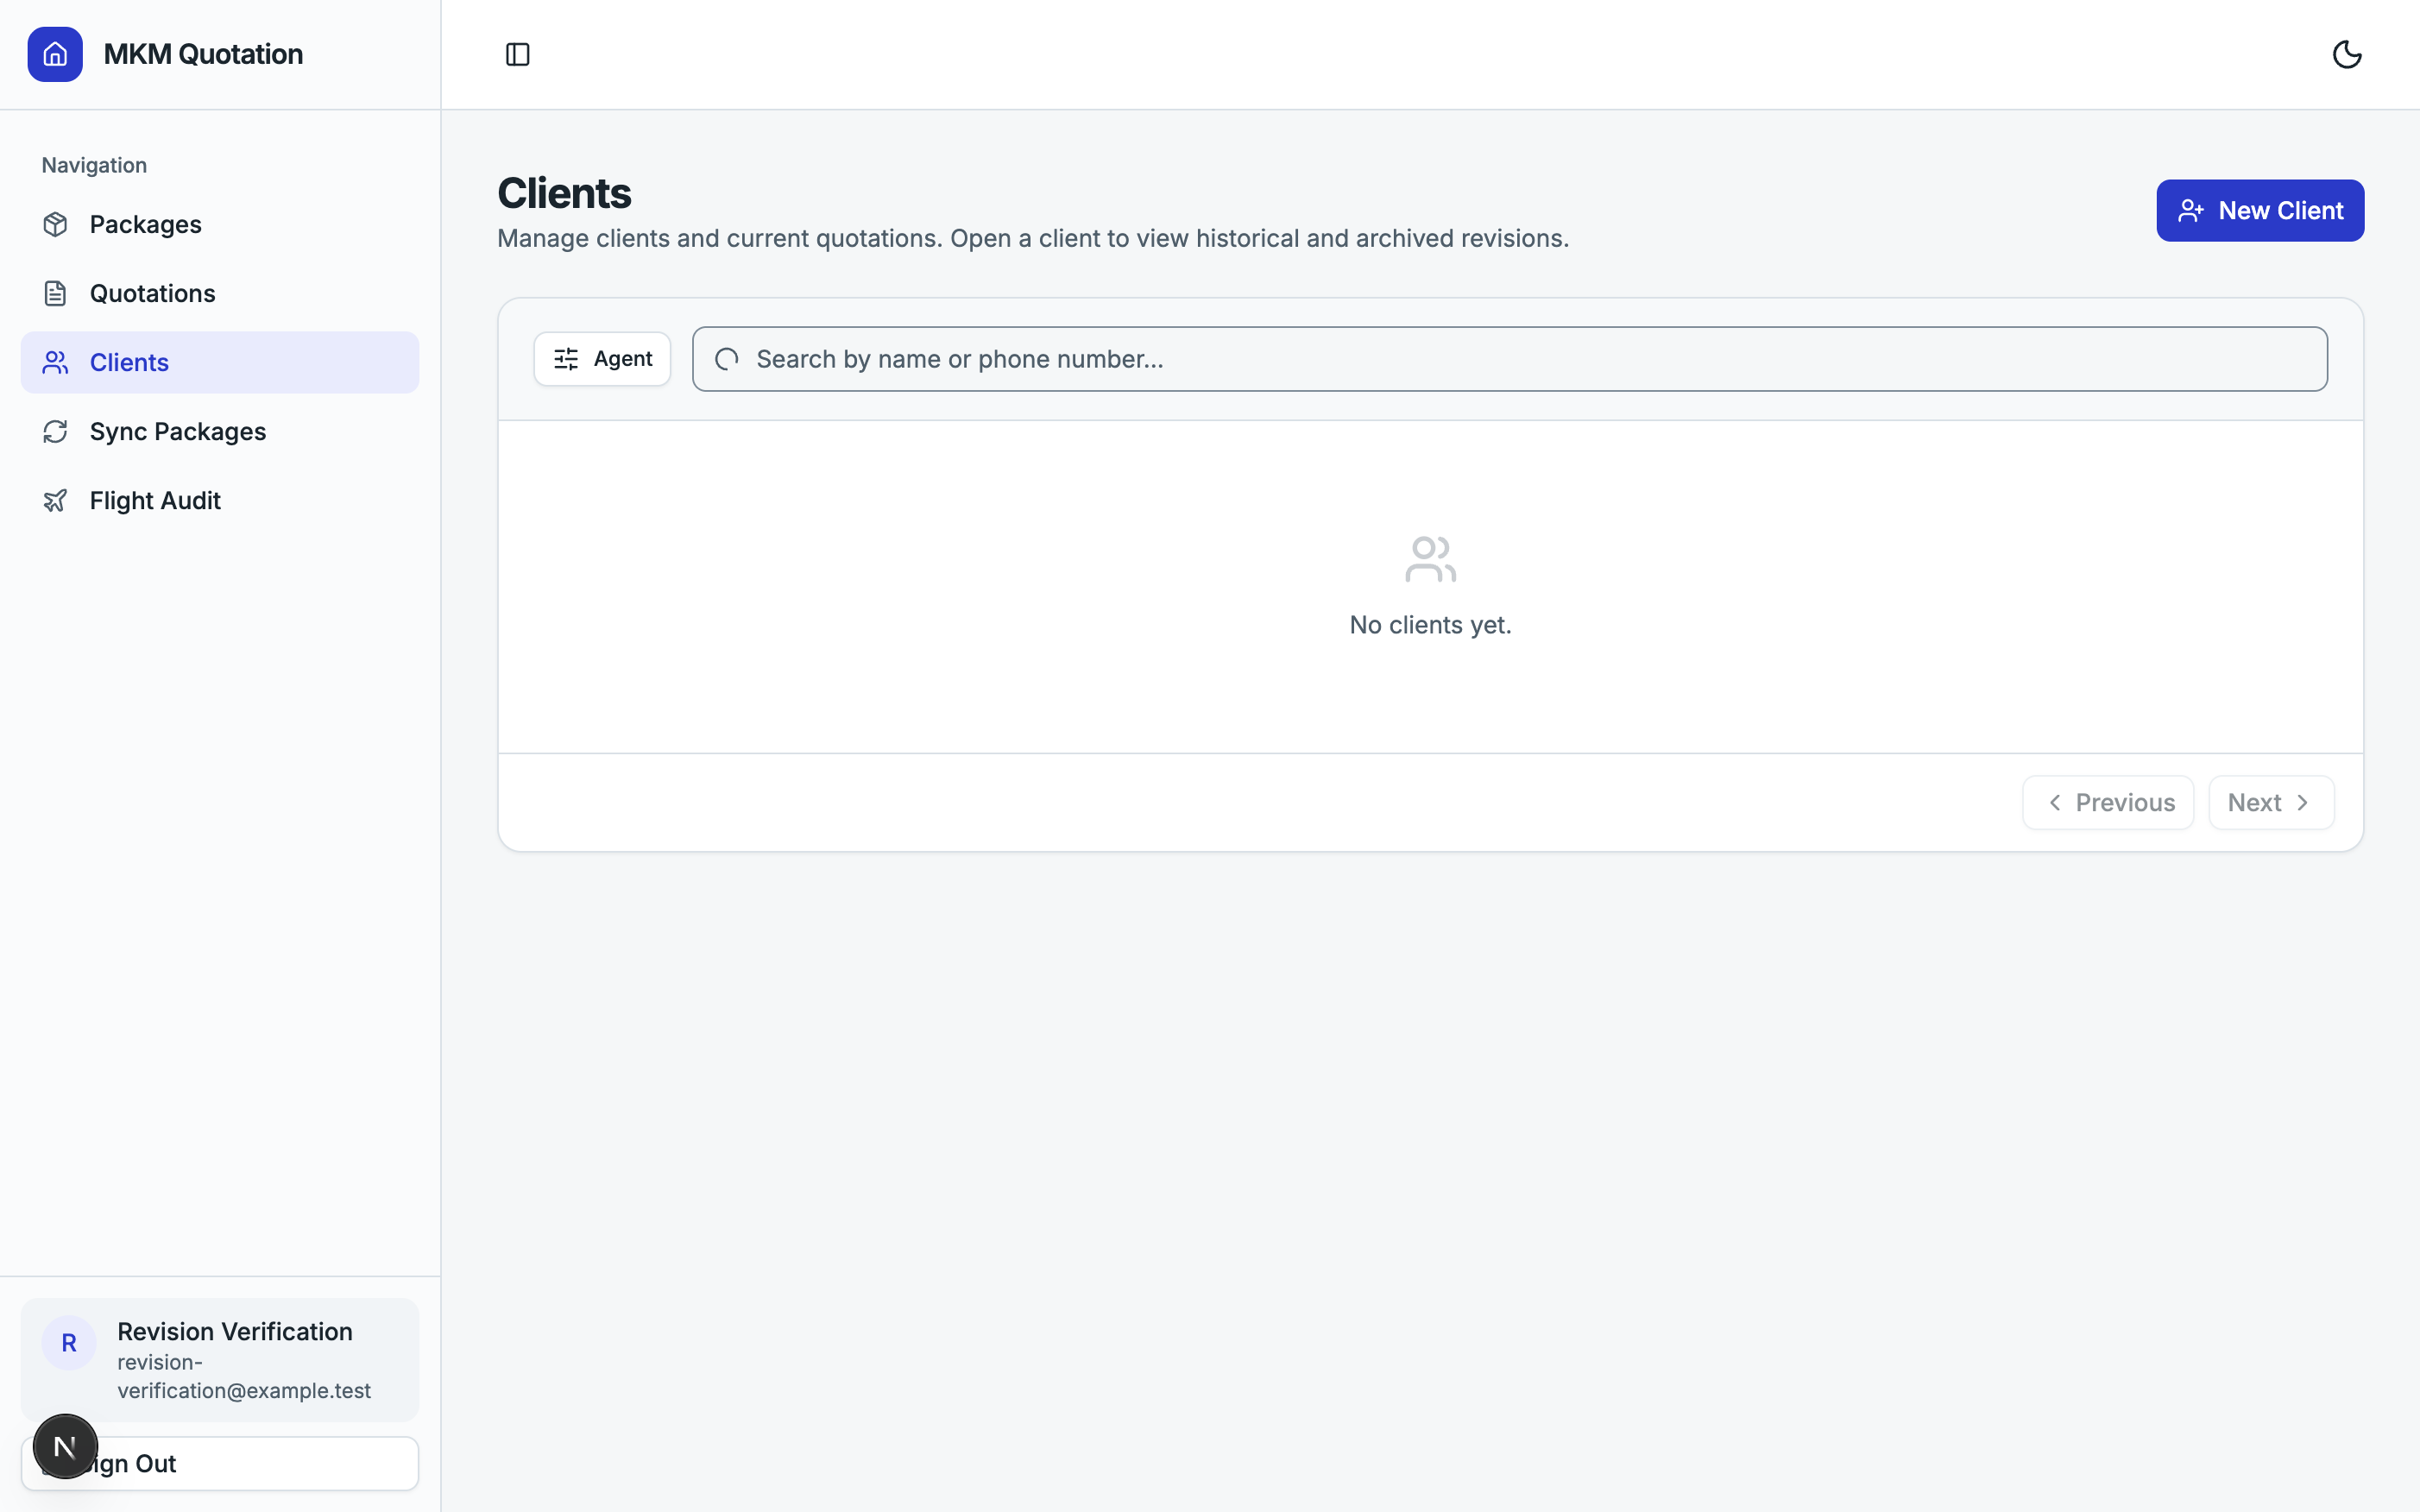 MKM Quotation
Navigation
Packages
Quotations
Clients
Sync Packages
Flight Audit
Clients
Manage clients and current quotations. Open a client to view historical and archived revisions.
New Client
Agent
Search by name or phone number...
No clients yet.
Previous
Next
R
Revision Verification
revision-
verification@example.test
N
ign Out